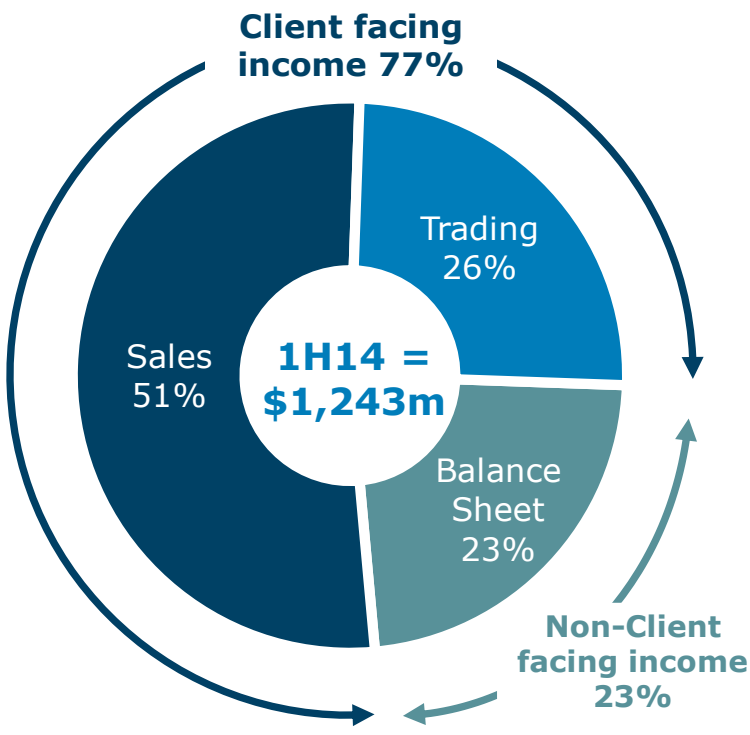 Client facing
income 77%
Trading
26%
Sales
51%
1H14 =
$1,243m
Balance
Sheet
23%
Non-Client
facing income
23%